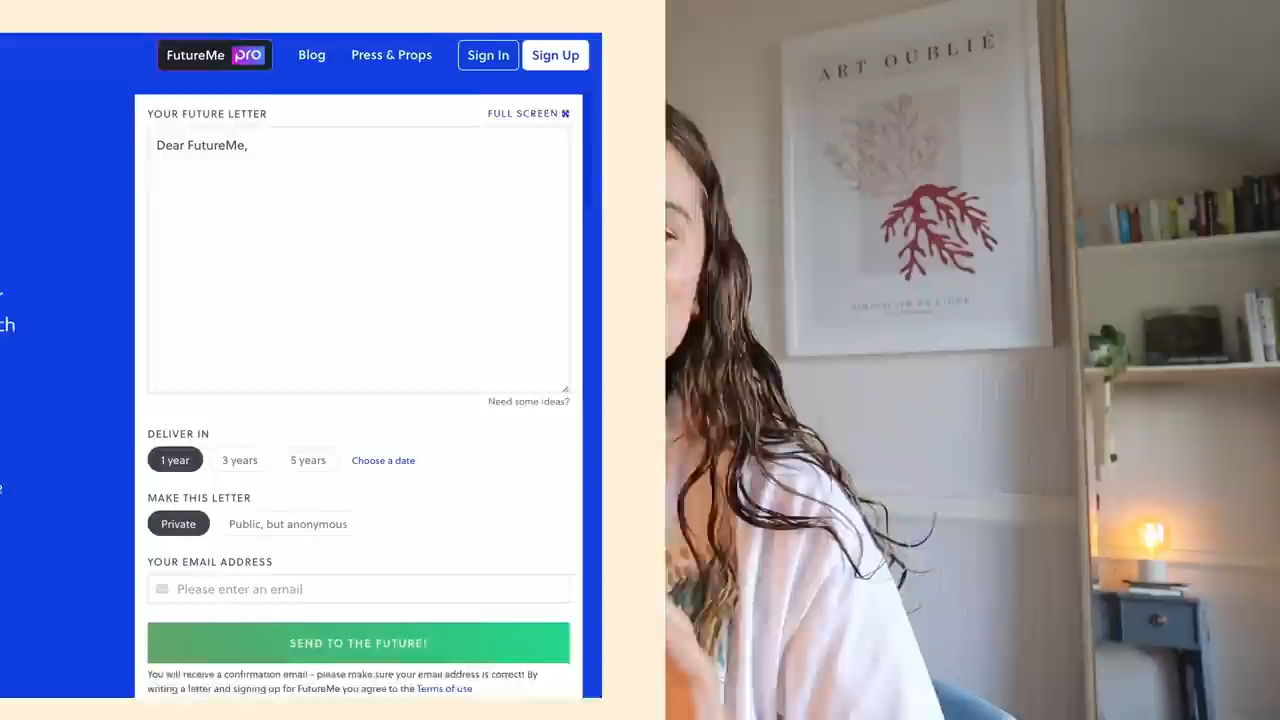 FutureMe pro
Blog
Press & Props
Sign In
Sign Up
YOUR FUTURE LETTER
FULL SCREEN
Dear FutureMe,
ch
Need some ideas?
DELIVER IN
1 year
3 years
5 years
Choose a date
MAKE THIS LETTER
Private
Public, but anonymous
YOUR EMAIL ADDRESS
Please enter an email
SEND TO THE FUTURE!
You will receive a confirmation email - please make sure your email address is correct! By
writing a letter and signing up for FutureMe you agree to the Terms of use
ART OUBLIÉ